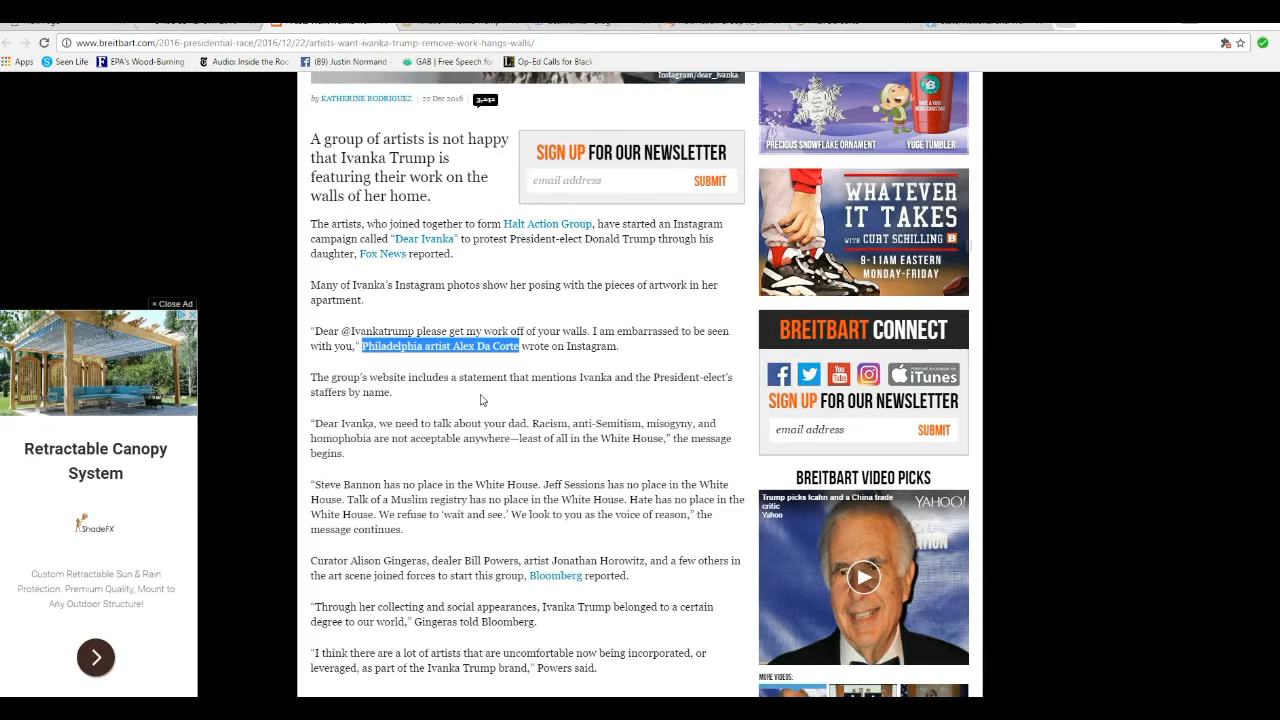 www.breitbart.com/2016-presidential-race/2016/12/22/artists-want-ivanka-trump-remove-work-hangs-walls/
Apps
Seen Life
EPA's Wood-Burning
Audio: Inside the Roo
(89) Justin Normand
GAB | Free Speech for
Op-Ed Calls for Black
Instagram/dear_ivanka
by KATHERINE RODRIGUEZ | 22 Dec 2016
A group of artists is not happy
that Ivanka Trump is
featuring their work on the
walls of her home.
SIGN UP FOR OUR NEWSLETTER
email address
SUBMIT
The artists, who joined together to form Halt Action Group, have started an Instagram
campaign called “Dear Ivanka” to protest President-elect Donald Trump through his
daughter, Fox News reported.
Many of Ivanka’s Instagram photos show her posing with the pieces of artwork in her
apartment.
“Dear @Ivankatrump please get my work off of your walls. I am embarrassed to be seen
with you,” Philadelphia artist Alex Da Corte wrote on Instagram.
The group’s website includes a statement that mentions Ivanka and the President-elect’s
staffers by name.
“Dear Ivanka, we need to talk about your dad. Racism, anti-Semitism, misogyny, and
homophobia are not acceptable anywhere—least of all in the White House,” the message
begins.
“Steve Bannon has no place in the White House. Jeff Sessions has no place in the White
House. Talk of a Muslim registry has no place in the White House. Hate has no place in the
White House. We refuse to ‘wait and see.’ We look to you as the voice of reason,” the
message continues.
Curator Alison Gingeras, dealer Bill Powers, artist Jonathan Horowitz, and a few others in
the art scene joined forces to start this group, Bloomberg reported.
“Through her collecting and social appearances, Ivanka Trump belonged to a certain
degree to our world,” Gingeras told Bloomberg.
“I think there are a lot of artists that are uncomfortable now being incorporated, or
leveraged, as part of the Ivanka Trump brand,” Powers said.
× Close Ad
Retractable Canopy
System
ShadeFX
Custom Retractable Sun & Rain
Protection. Premium Quality, Mount to
Any Outdoor Structure!
PRECIOUS SNOWFLAKE ORNAMENT
YUGE TUMBLER
WHATEVER
IT TAKES
WITH CURT SCHILLING B
9-11AM EASTERN
MONDAY-FRIDAY
BREITBART CONNECT
You Tube
iTunes
SIGN UP FOR OUR NEWSLETTER
email address
SUBMIT
BREITBART VIDEO PICKS
Trump picks Icahn and a China trade
critic
Yahoo
YAHOO!
MORE VIDEOS: